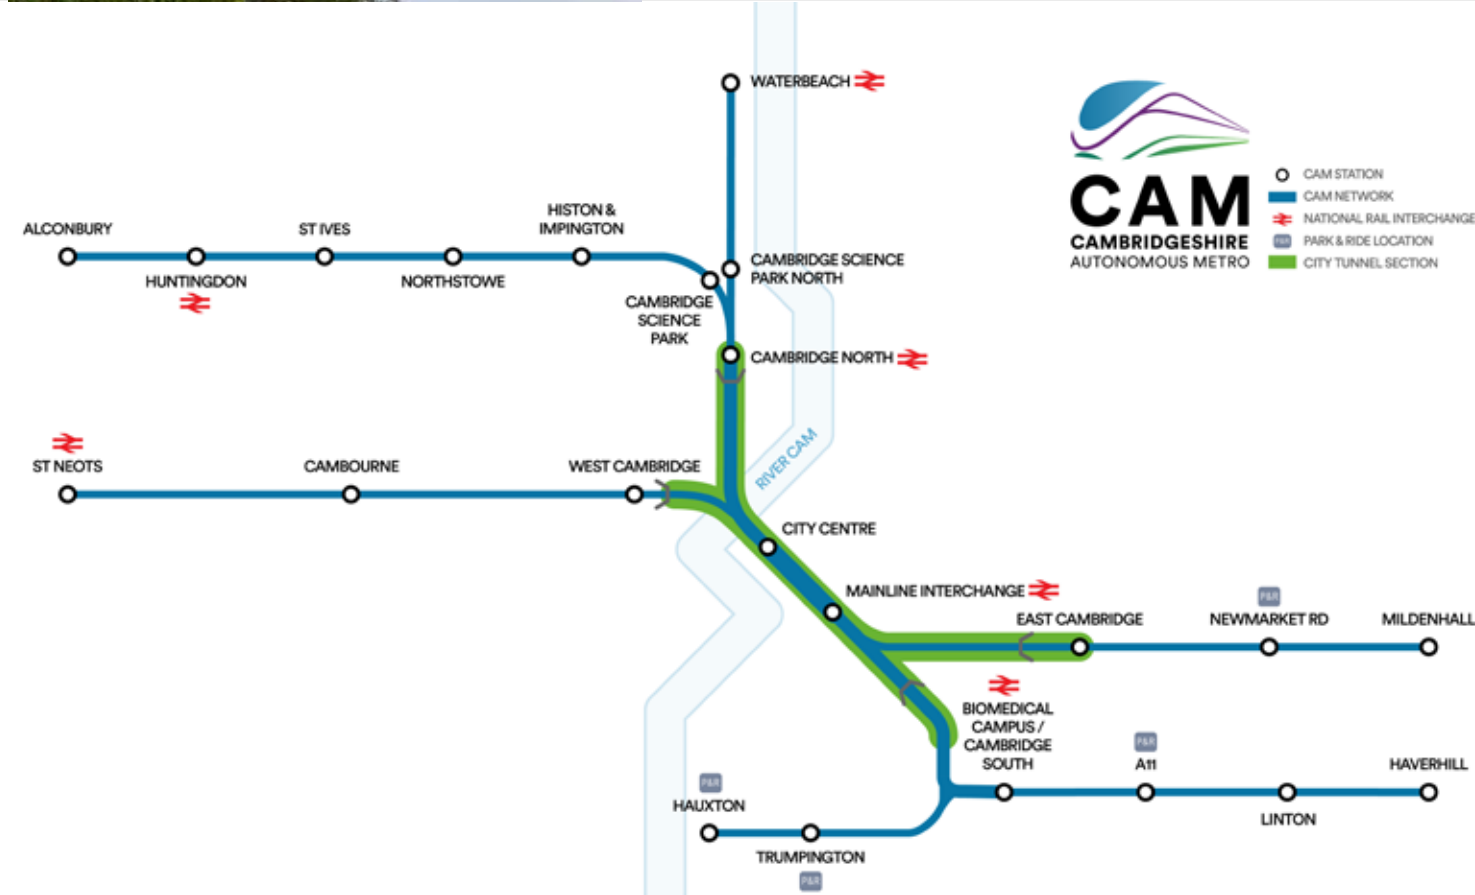 WATERBEACH
CAM
CAMBRIDGESHIRE
AUTONOMOUS METRO
CAM STATION
CAM NETWORK
NATIONAL RAIL INTERCHANGE
P&R
PARK & RIDE LOCATION
CITY TUNNEL SECTION
ALCONBURY
HUNTINGDON
ST IVES
NORTHSTOWE
HISTON &
IMPINGTON
CAMBRIDGE
SCIENCE
PARK
CAMBRIDGE SCIENCE
PARK NORTH
CAMBRIDGE NORTH
RIVER CAM
ST NEOTS
CAMBOURNE
WEST CAMBRIDGE
CITY CENTRE
MAINLINE INTERCHANGE
EAST CAMBRIDGE
P&R
NEWMARKET RD
MILDENHALL
BIOMEDICAL
CAMPUS /
CAMBRIDGE
SOUTH
P&R
A11
LINTON
HAVERHILL
P&R
HAUXTON
TRUMPINGTON
P&R